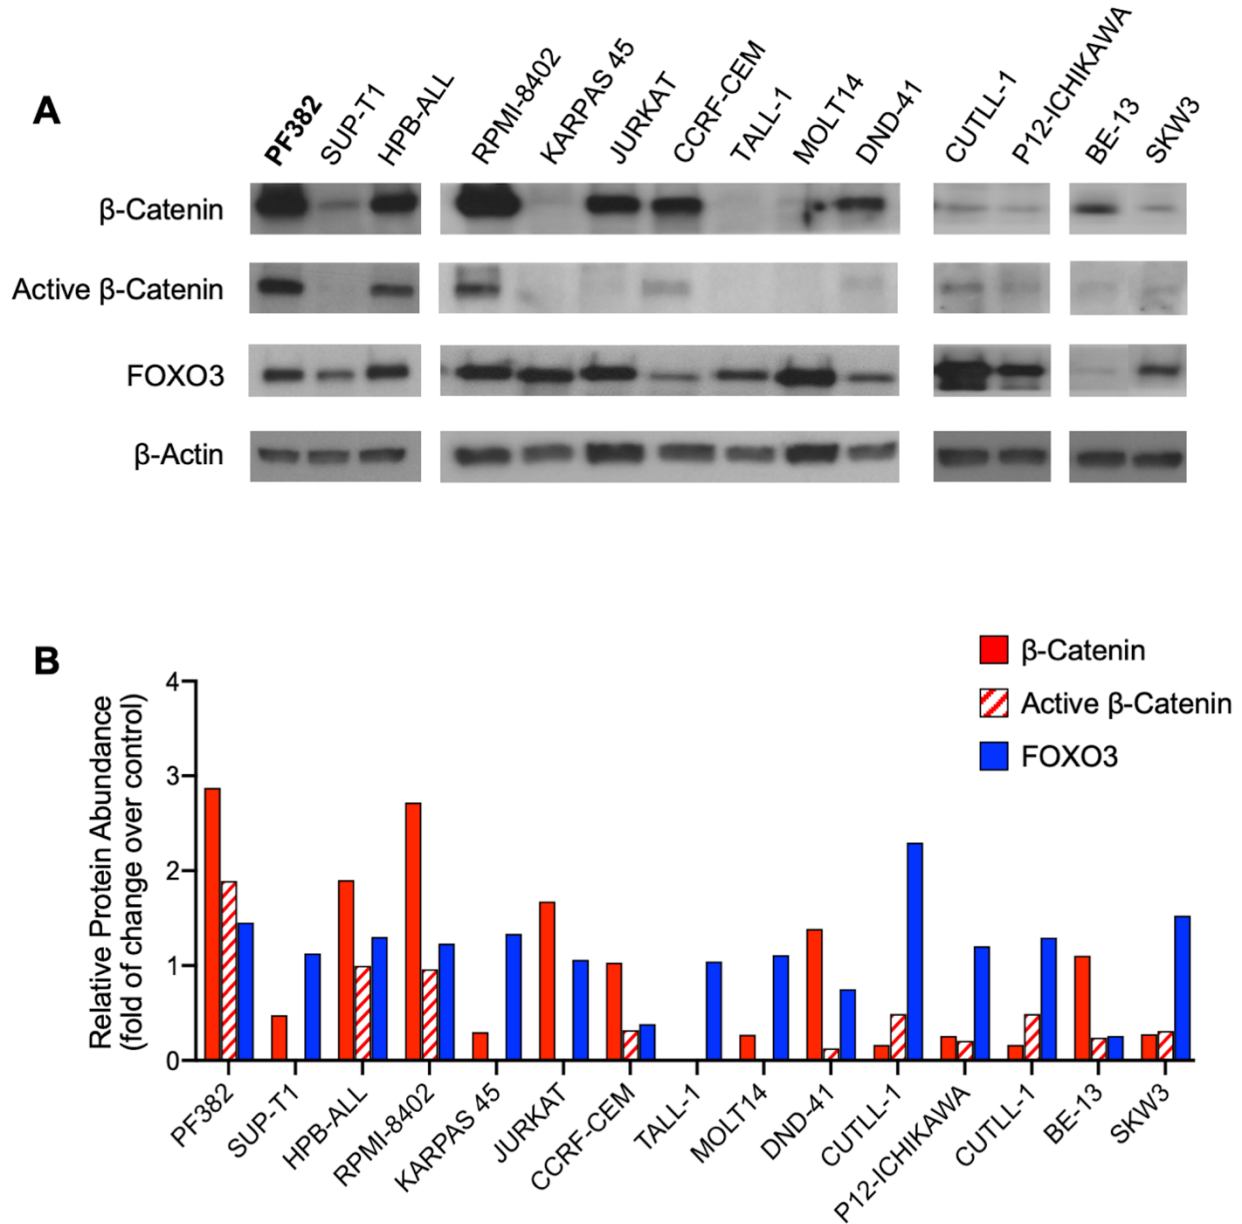 A
PF382
SUP-T1
HPB-ALL
RPMI-8402
KARPAS 45
JURKAT
CCRF-CEM
TALL-1
MOLT14
DND-41
CUTLL-1
P12-ICHIKAWA
BE-13
SKW3
β-Catenin
Active β-Catenin
FOXO3
β-Actin
B
β-Catenin
Active β-Catenin
FOXO3
Relative Protein Abundance
(fold of change over control)
4
3
2
1
0
PF382
SUP-T1
HPB-ALL
RPMI-8402
KARPAS 45
JURKAT
CCRF-CEM
TALL-1
MOLT14
DND-41
CUTLL-1
P12-ICHIKAWA
CUTLL-1
BE-13
SKW3